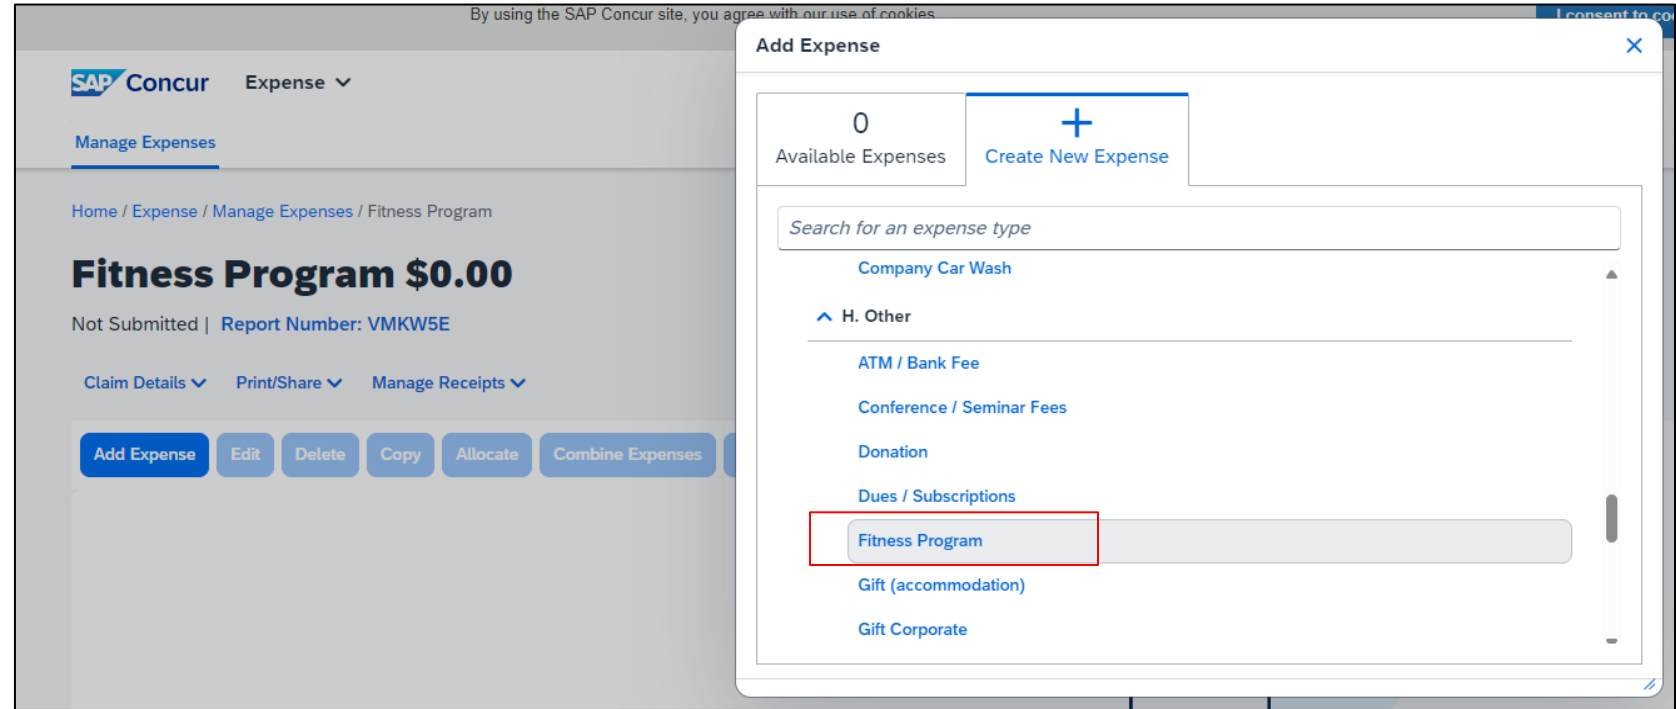 By using the SAP Concur site, you agree with our use of cookies
I consent to coo
SAP Concur Expense
Manage Expenses
Home / Expense / Manage Expenses / Fitness Program
Fitness Program $0.00
Not Submitted | Report Number: VMKW5E
Claim Details Print/Share Manage Receipts
Add Expense Edit Delete Copy Allocate Combine Expenses
Add Expense
0
Available Expenses
Create New Expense
Search for an expense type
Company Car Wash
H. Other
ATM / Bank Fee
Conference / Seminar Fees
Donation
Dues / Subscriptions
Fitness Program
Gift (accommodation)
Gift Corporate